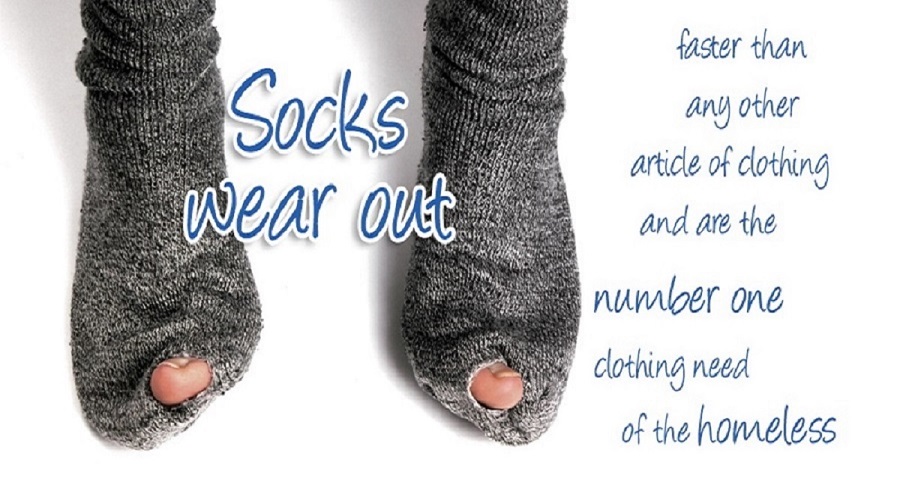 Socks
wear out
faster than
any other
article of clothing
and are the
number one
clothing need
of the homeless